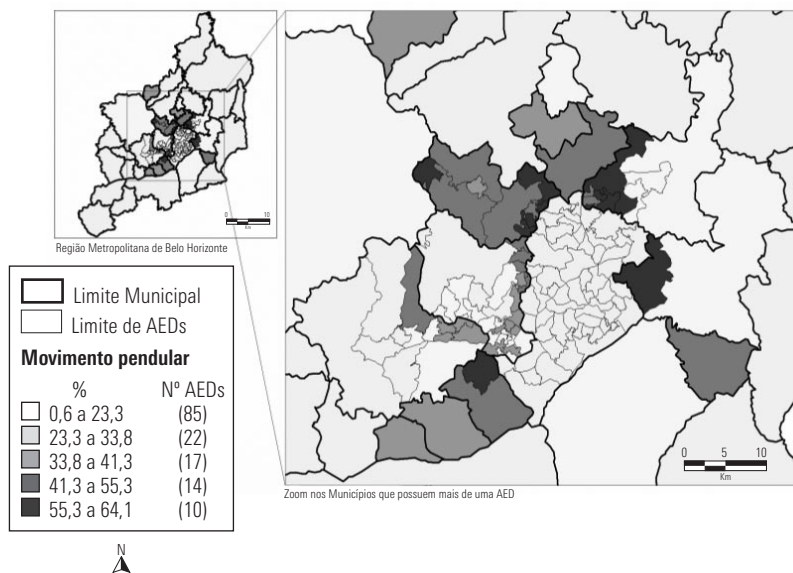 0 10
Km
Região Metropolitana de Belo Horizonte
Limite Municipal
Limite de AEDs
Movimento pendular
% Nº AEDs
0,6 a 23,3 (85)
23,3 a 33,8 (22)
33,8 a 41,3 (17)
41,3 a 55,3 (14)
55,3 a 64,1 (10)
N
0 5 10
Km
Zoom nos Municípios que possuem mais de uma AED